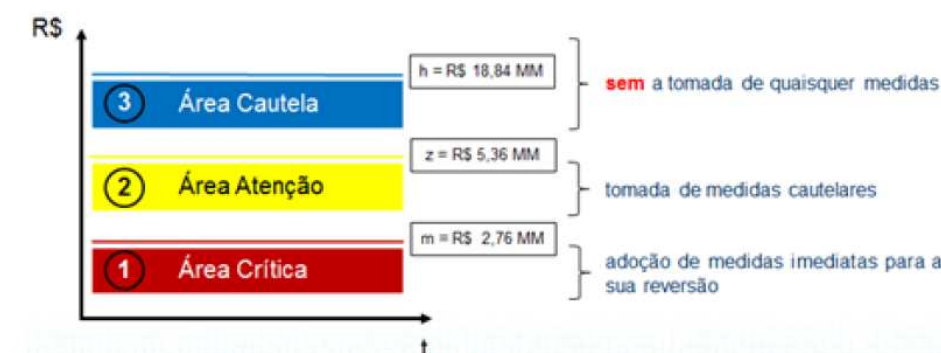 R$
h = R$ 18,84 MM
3 Área Cautela
sem a tomada de quaisquer medidas
z = R$ 5,36 MM
2 Área Atenção
tomada de medidas cautelares
m = R$ 2,76 MM
1 Área Crítica
adoção de medidas imediatas para a
sua reversão
t